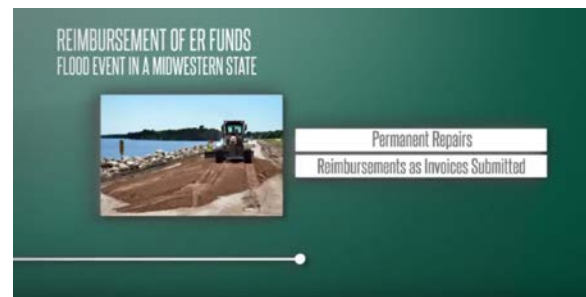 REIMBURSEMENT OF ER FUNDS
FLOOD EVENT IN A MIDWESTERN STATE
Permanent Repairs
Reimbursements as Invoices Submitted